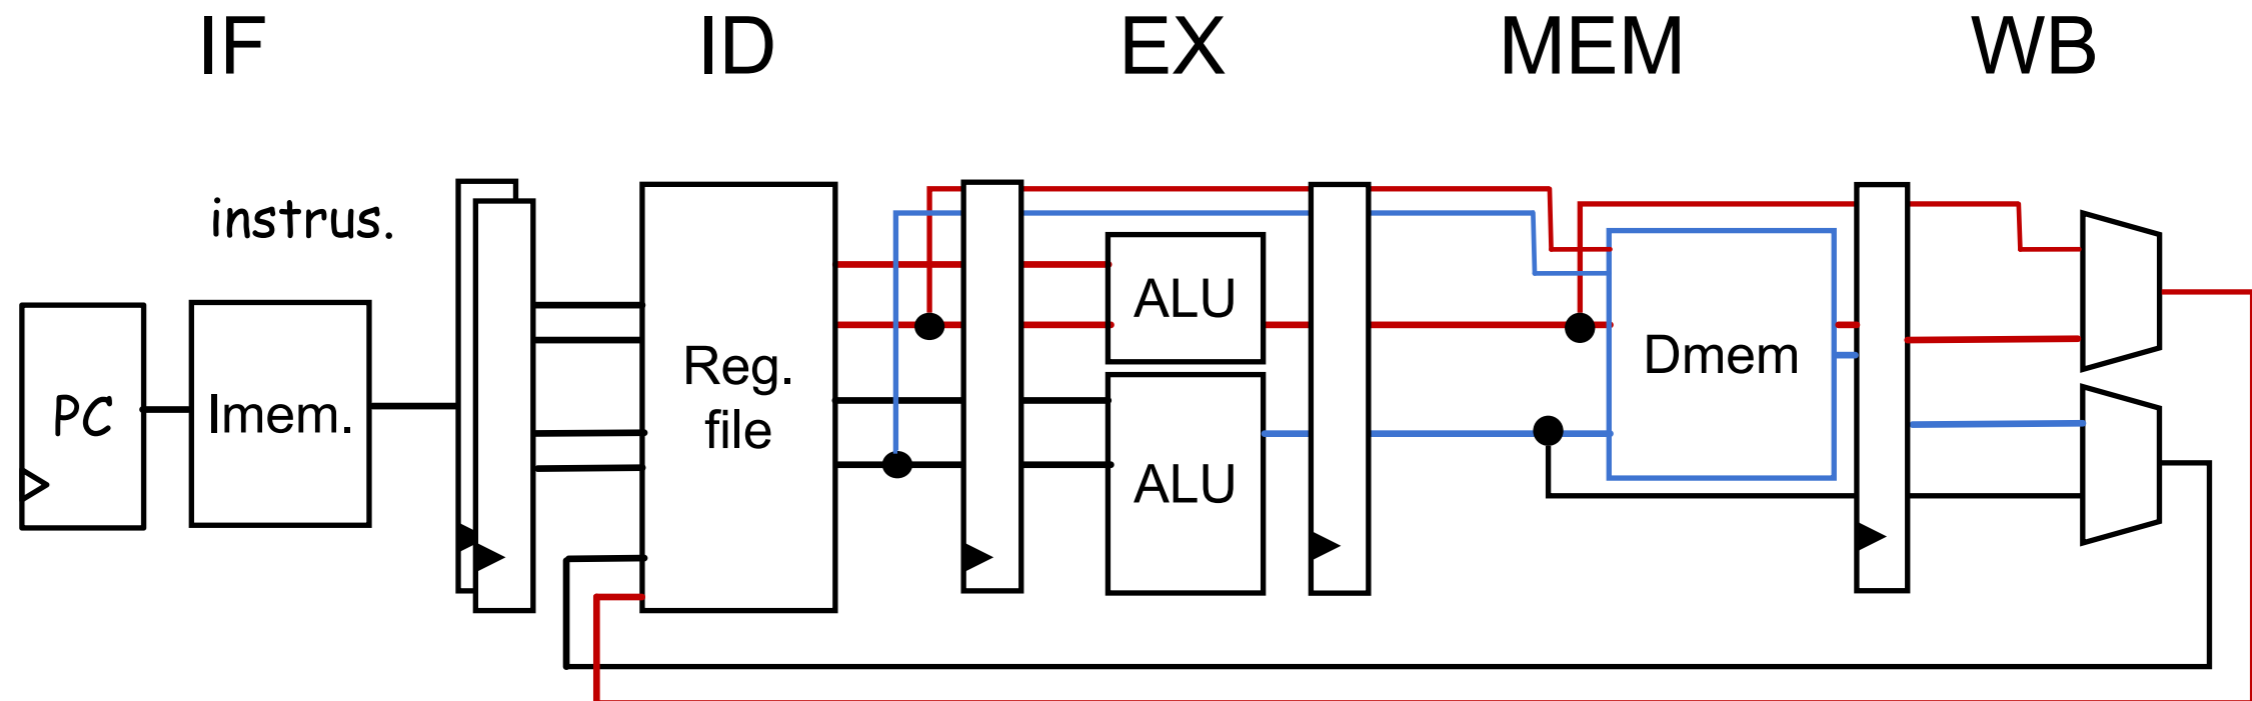 IF ID EX MEM WB
instrus.
PC
Imem.
Reg.
file
ALU
ALU
Dmem